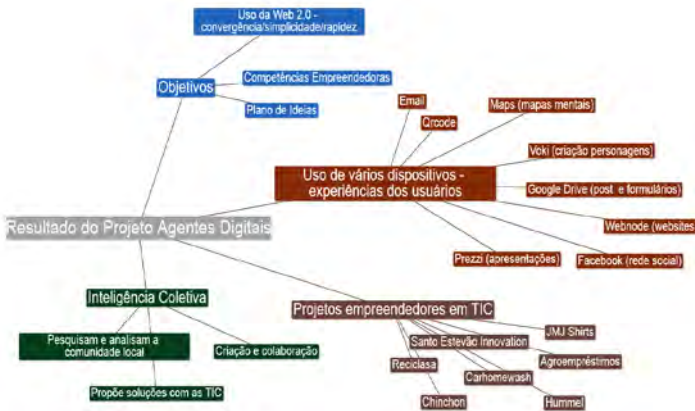 Uso da Web 2.0 -
convergência/simplicidade/rapidez
Objetivos
Competências Empreendedoras
Plano de Ideias
Email
Qrcode
Maps (mapas mentais)
Voki (criação personagens)
Uso de vários dispositivos -
experiências dos usuários
Google Drive (post e formulários)
Webnode (websites
Prezzi (apresentações)
Facebook (rede social)
Resultado do Projeto Agentes Digitais
Inteligência Coletiva
Pesquisam e analisam a
comunidade local
Criação e colaboração
Propõe soluções com as TIC
Projetos empreendedores em TIC
JMJ Shirts
Santo Estevão Innovation
Agroempréstimos
Reciclasa
Carhomewash
Chinchon
Hummel